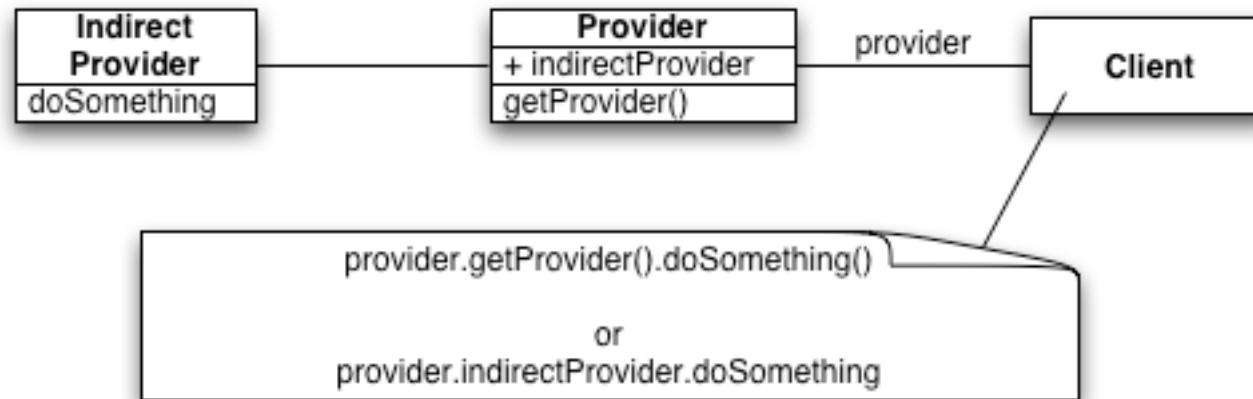 Indirect
Provider
doSomething
Provider
+ indirectProvider
getProvider()
provider
Client
provider.getProvider().doSomething()
or
provider.indirectProvider.doSomething